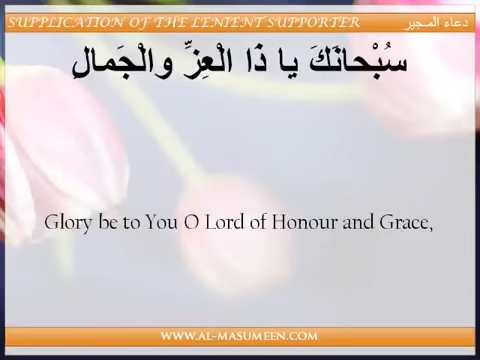 SUPPLICATION OF THE LENIENT SUPPORTER دعاء المجير
سُبْحانَكَ يا ذَا الْعِزِّ والْجَمالِ
Glory be to You O Lord of Honour and Grace,
WWW.AL-MASUMEEN.COM